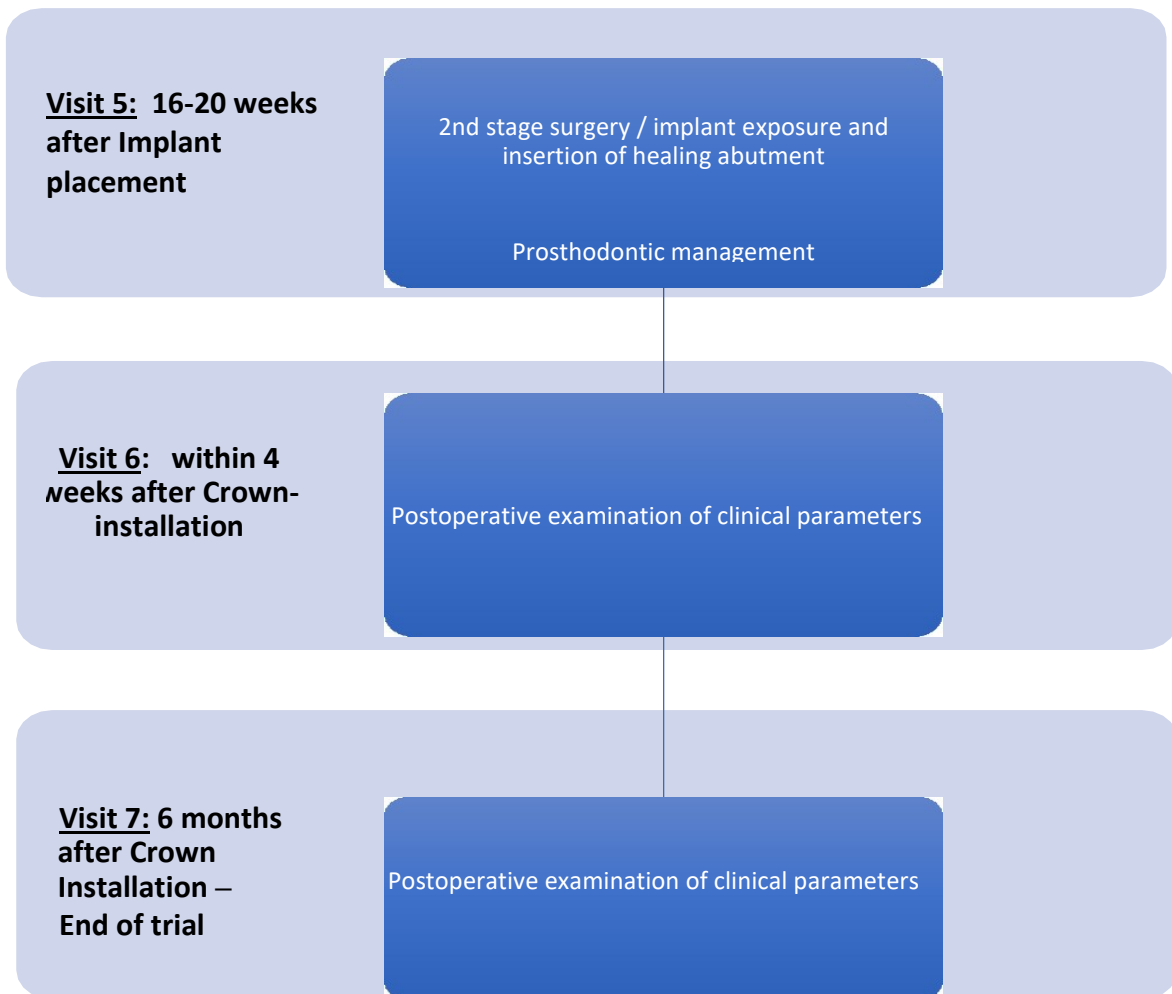 Visit 5:  16-20 weeks
after Implant
placement
2nd stage surgery / implant exposure and
insertion of healing abutment
Prosthodontic management
Visit 6:   within 4
weeks after Crown-
installation
Postoperative examination of clinical parameters
Visit 7: 6 months
after Crown
Installation –
End of trial
Postoperative examination of clinical parameters